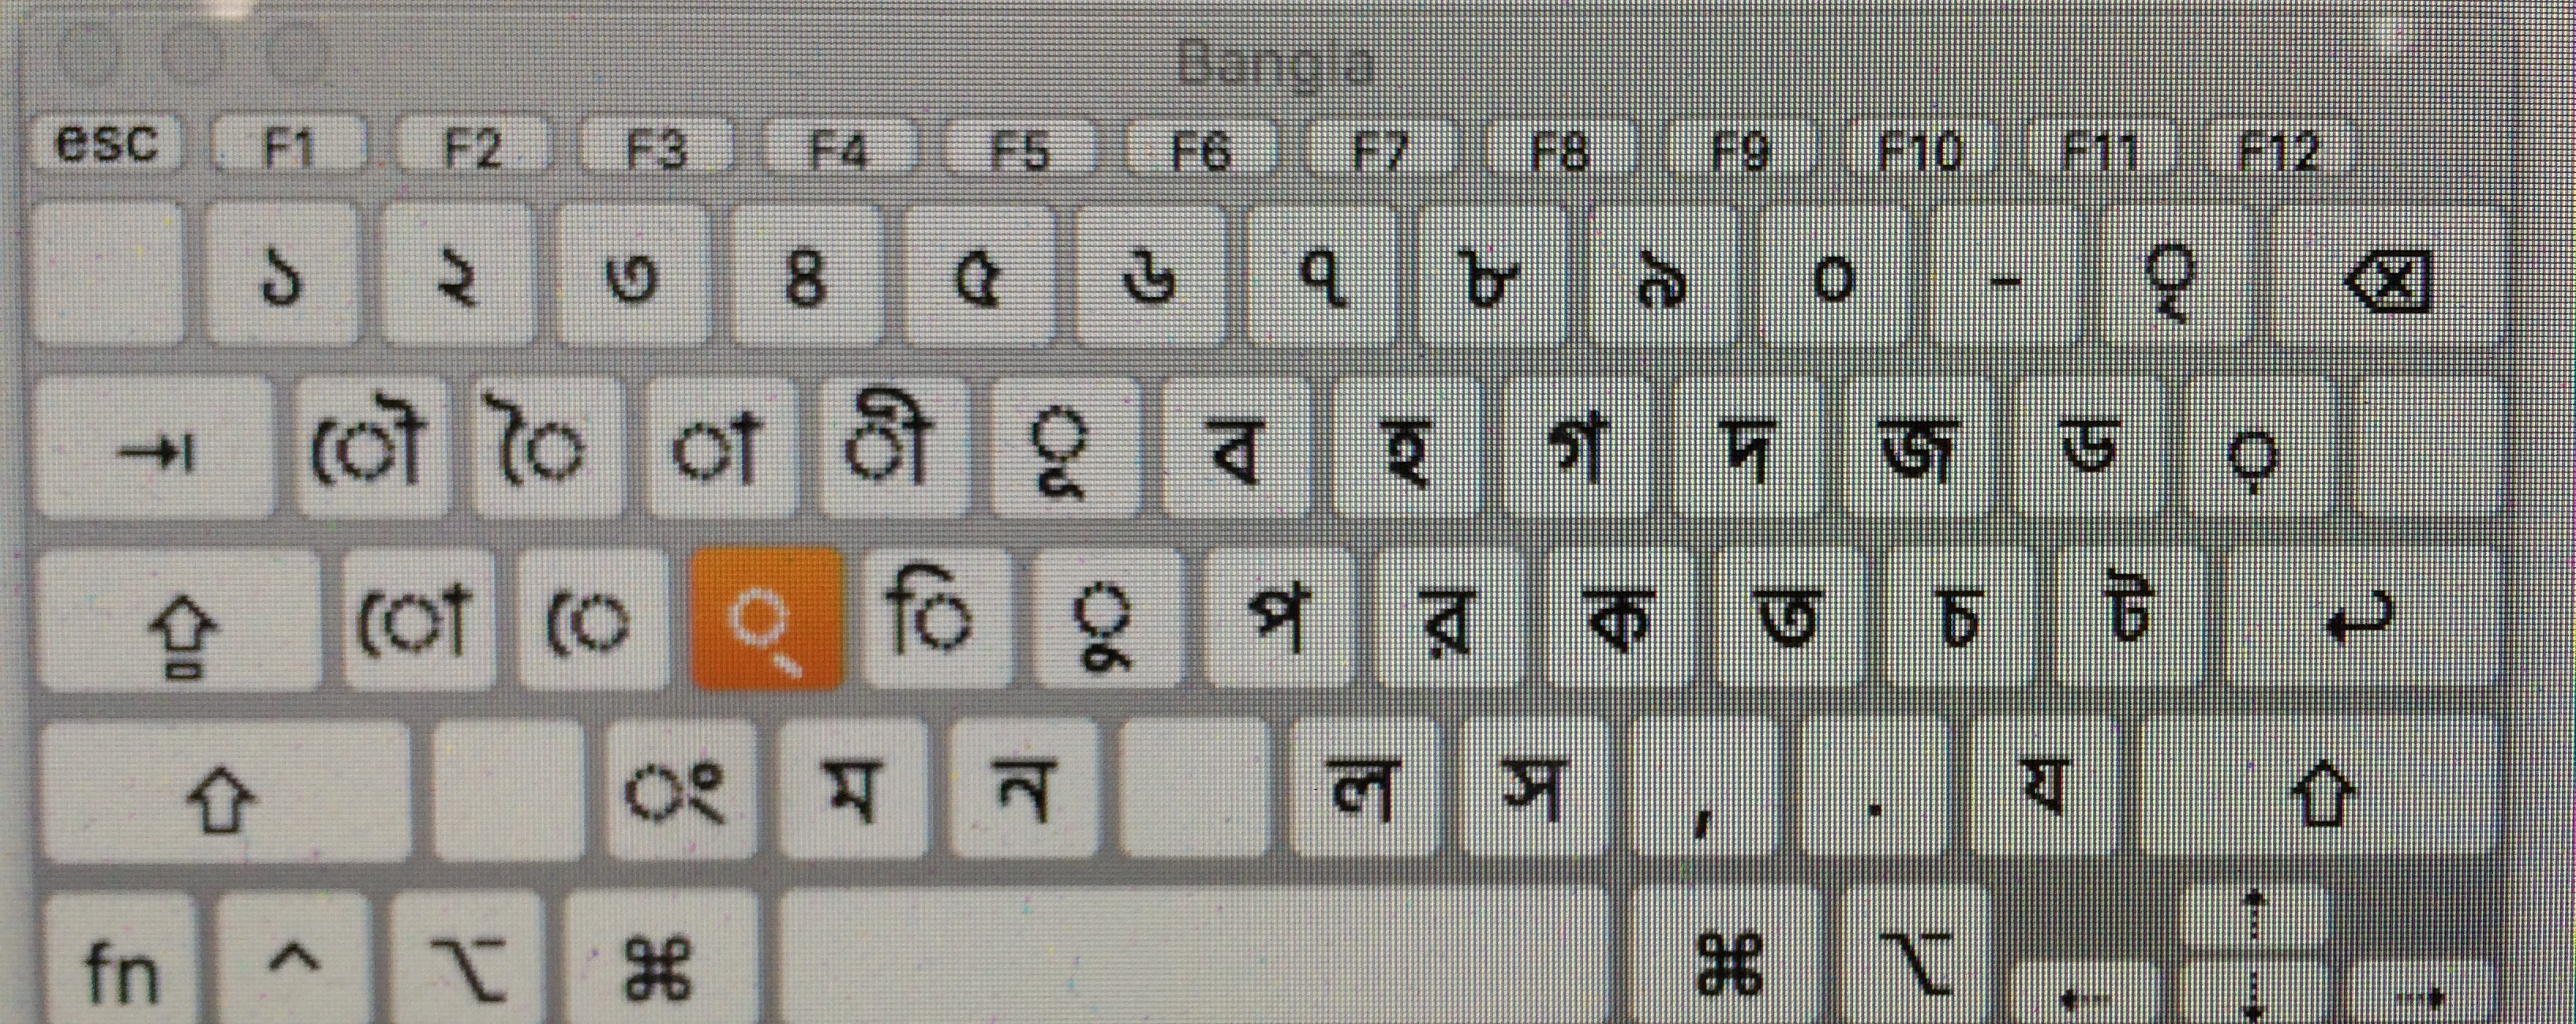 Bangla
esc F1 F2 F3 F4 F5 F6 F7 F8 F9 F10 F11 F12
১ ২ ৩ ৪ ৫ ৬ ৭ ৮ ৯ ০ - ৃ
ৌ ৈ া ী ূ ব হ গ দ জ ড ়
ো ে ্ ি ু প র ক ত চ ট
ং ম ন ল স , . য
fn ^ ⌥ ⌘ ⌘ ⌥